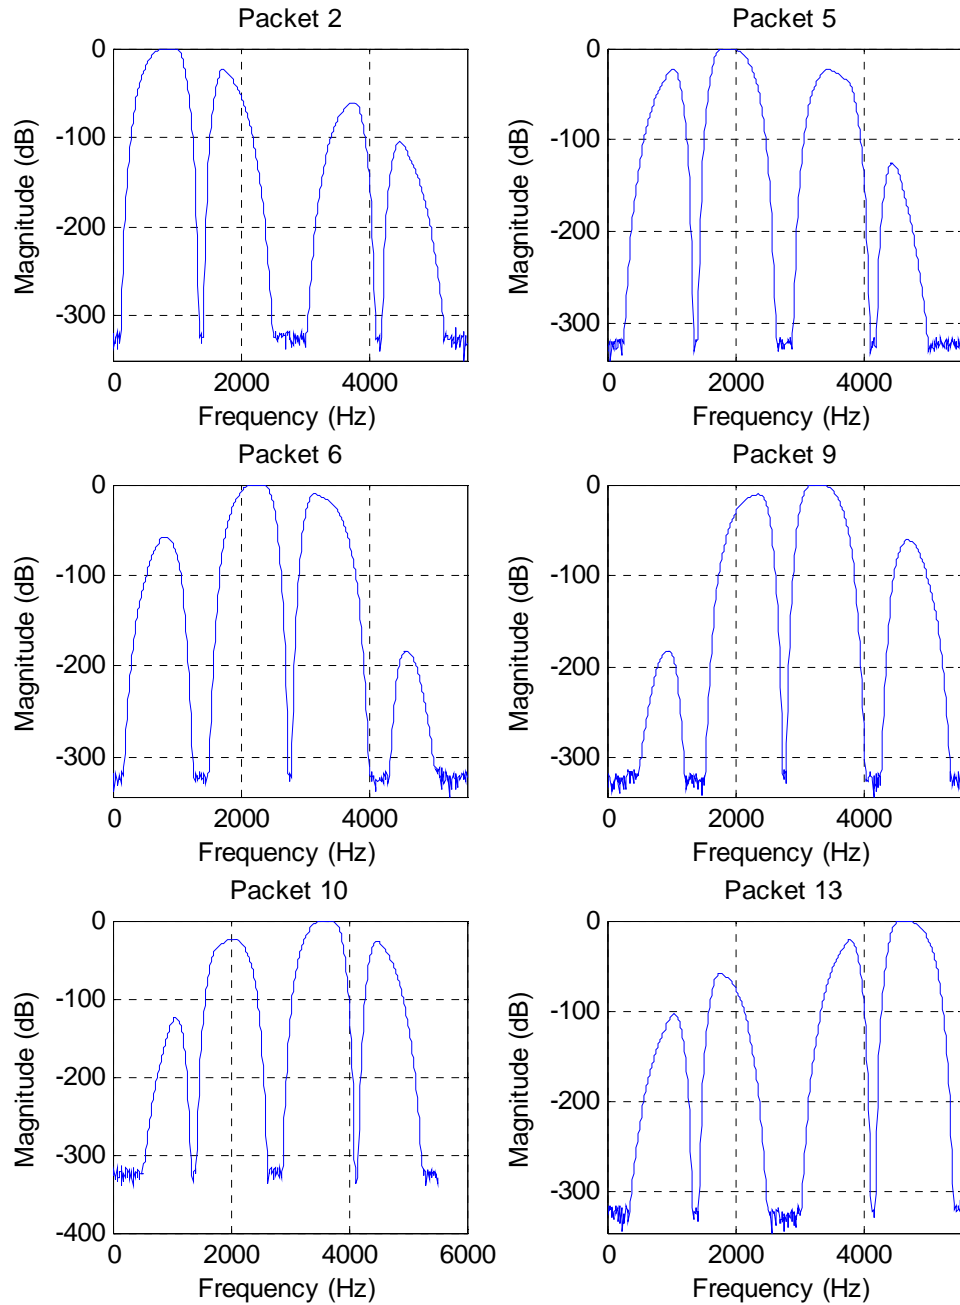 Packet 2
Packet 5
0
-100
-200
-300
Magnitude (dB)
0 2000 4000
Frequency (Hz)
0
-100
-200
-300
Magnitude (dB)
0 2000 4000
Frequency (Hz)
Packet 6
Packet 9
0
-100
-200
-300
Magnitude (dB)
0 2000 4000
Frequency (Hz)
0
-100
-200
-300
Magnitude (dB)
0 2000 4000
Frequency (Hz)
Packet 10
Packet 13
0
-100
-200
-300
-400
Magnitude (dB)
0 2000 4000 6000
Frequency (Hz)
0
-100
-200
-300
Magnitude (dB)
0 2000 4000
Frequency (Hz)